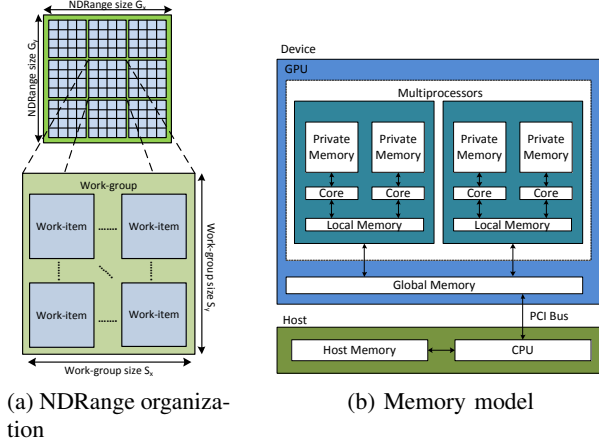 NDRange size Gx
NDRange size Gy
Work-group
Work-item
.......
Work-item
Work-item
.......
Work-item
Work-group size Sy
Work-group size Sx
(a) NDRange organiza-
tion
Device
GPU
Multiprocessors
Private
Memory
Private
Memory
Core
Core
Local Memory
Private
Memory
Private
Memory
Core
Core
Local Memory
Global Memory
PCI Bus
Host
Host Memory
CPU
(b) Memory model